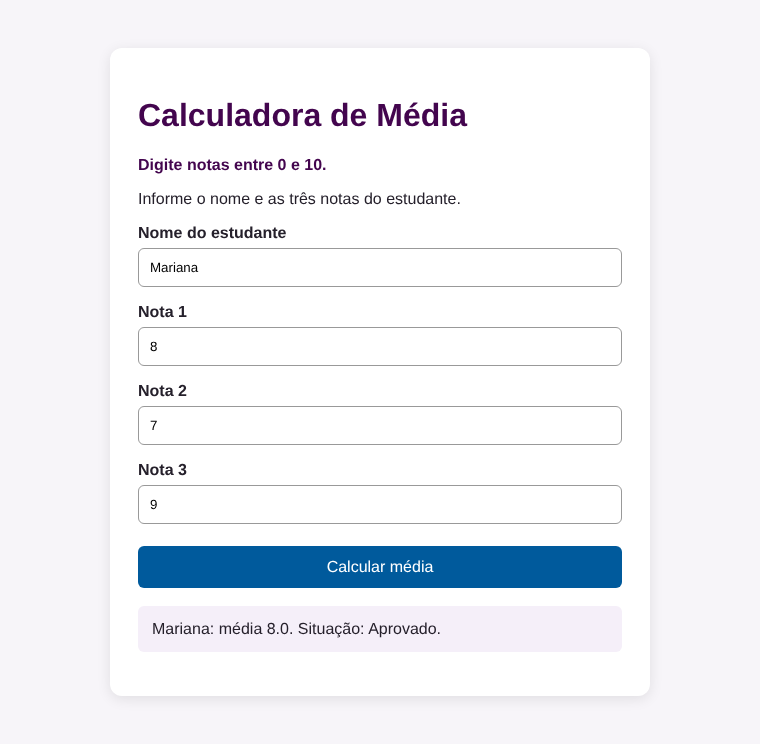 Calculadora de Média
Digite notas entre 0 e 10.
Informe o nome e as três notas do estudante.
Nome do estudante
Mariana
Nota 1
8
Nota 2
7
Nota 3
9
Calcular média
Mariana: média 8.0. Situação: Aprovado.